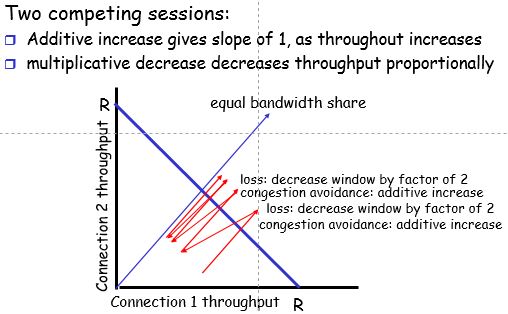 Two competing sessions:
Additive increase gives slope of 1, as throughout increases
multiplicative decrease decreases throughput proportionally
R
equal bandwidth share
Connection 2 throughput
loss: decrease window by factor of 2
congestion avoidance: additive increase
loss: decrease window by factor of 2
congestion avoidance: additive increase
Connection 1 throughput
R